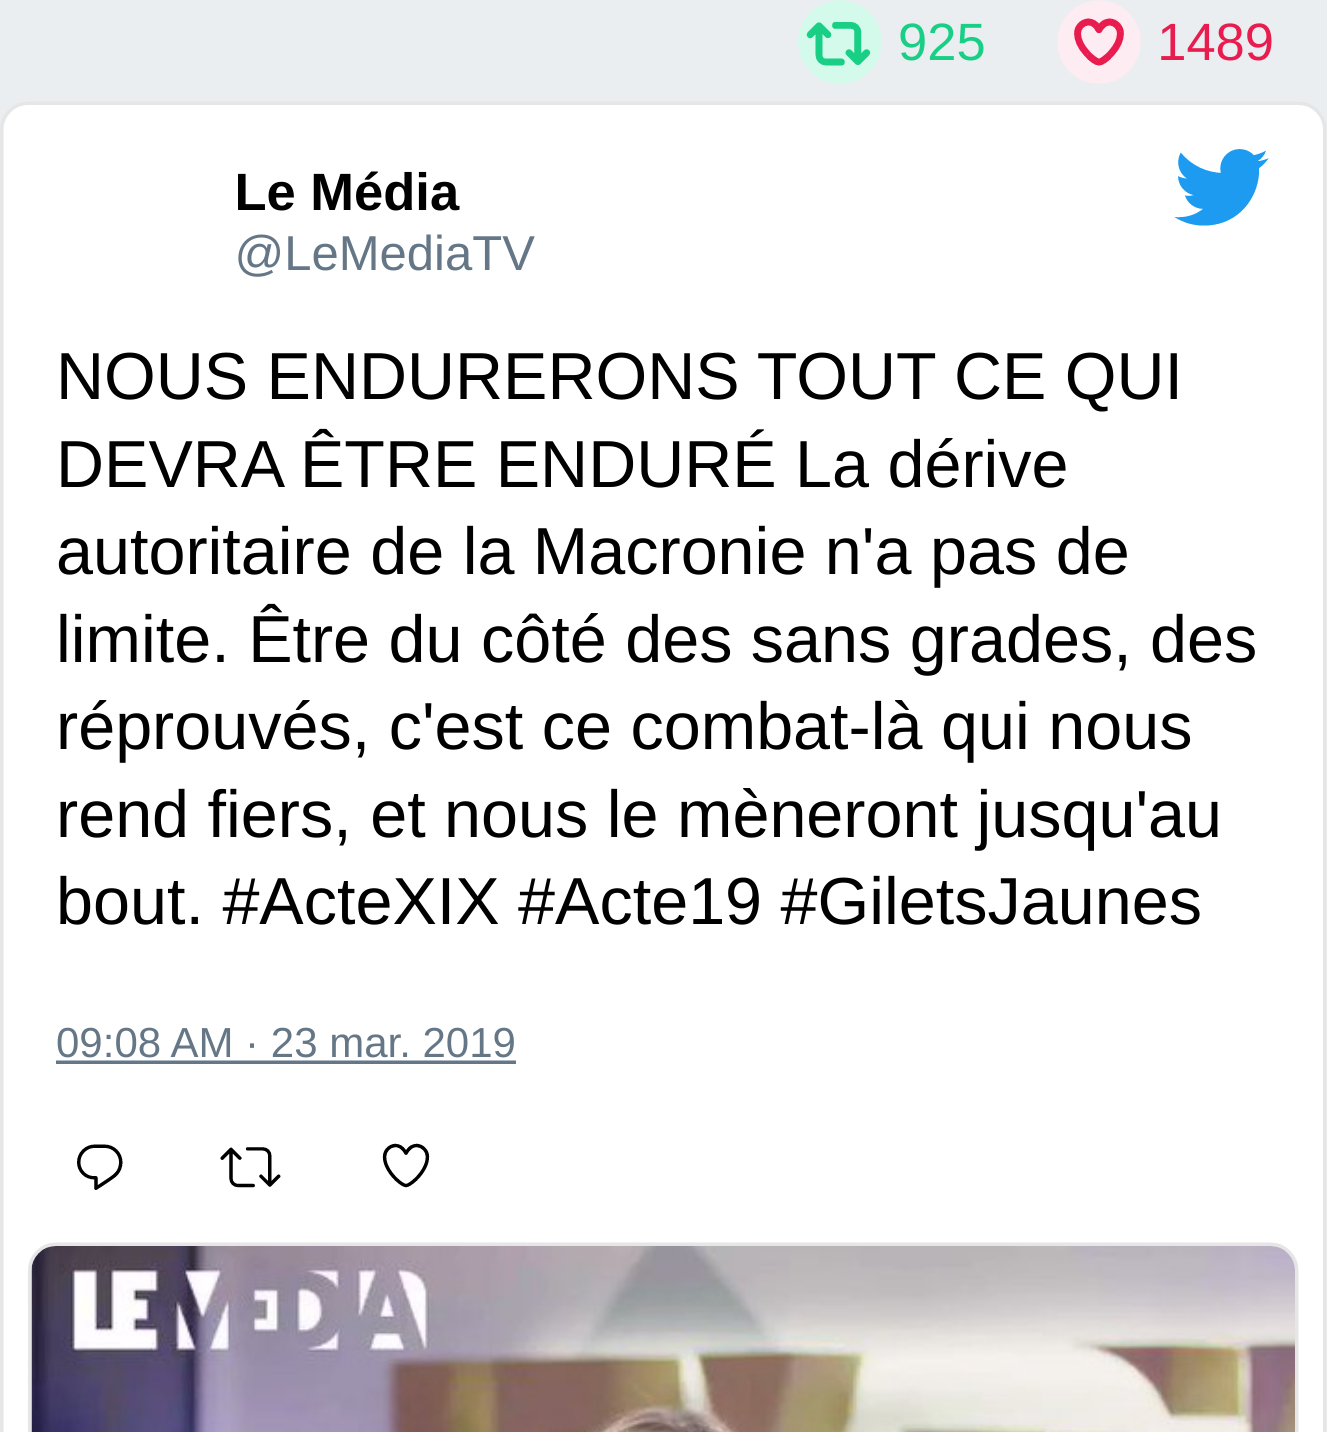 925 1489
Le Média
@LeMediaTV
NOUS ENDURERONS TOUT CE QUI
DEVRA ÊTRE ENDURÉ La dérive
autoritaire de la Macronie n'a pas de
limite. Être du côté des sans grades, des
réprouvés, c'est ce combat-là qui nous
rend fiers, et nous le mèneront jusqu'au
bout. #ActeXIX #Acte19 #GiletsJaunes
09:08 AM · 23 mar. 2019
LE MEDIA